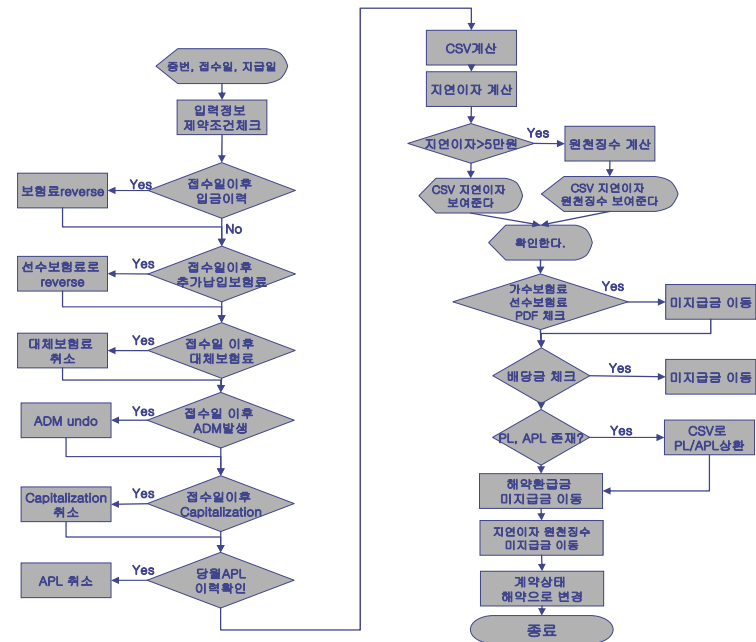 증번, 접수일, 지급일
입력정보
제약조건체크
접수일이후
입금이력
Yes
보험료reverse
No
접수일이후
추가납입보험료
Yes
선수보험료로
reverse
접수일 이후
대체보험료
Yes
대체보험료
취소
접수일 이후
ADM발생
Yes
ADM undo
접수일이후
Capitalization
Yes
Capitalization
취소
당월APL
이력확인
Yes
APL 취소
CSV계산
지연이자 계산
지연이자>5만원
Yes
원천징수 계산
CSV 지연이자
보여준다
CSV 지연이자
원천징수 보여준다
확인한다.
가수보험료
선수보험료
PDF 체크
Yes
미지급금 이동
배당금 체크
Yes
미지급금 이동
PL, APL 존재?
Yes
CSV로
PL/APL상환
해약환급금
미지급금 이동
지연이자 원천징수
미지급금 이동
계약상태
해약으로 변경
종료